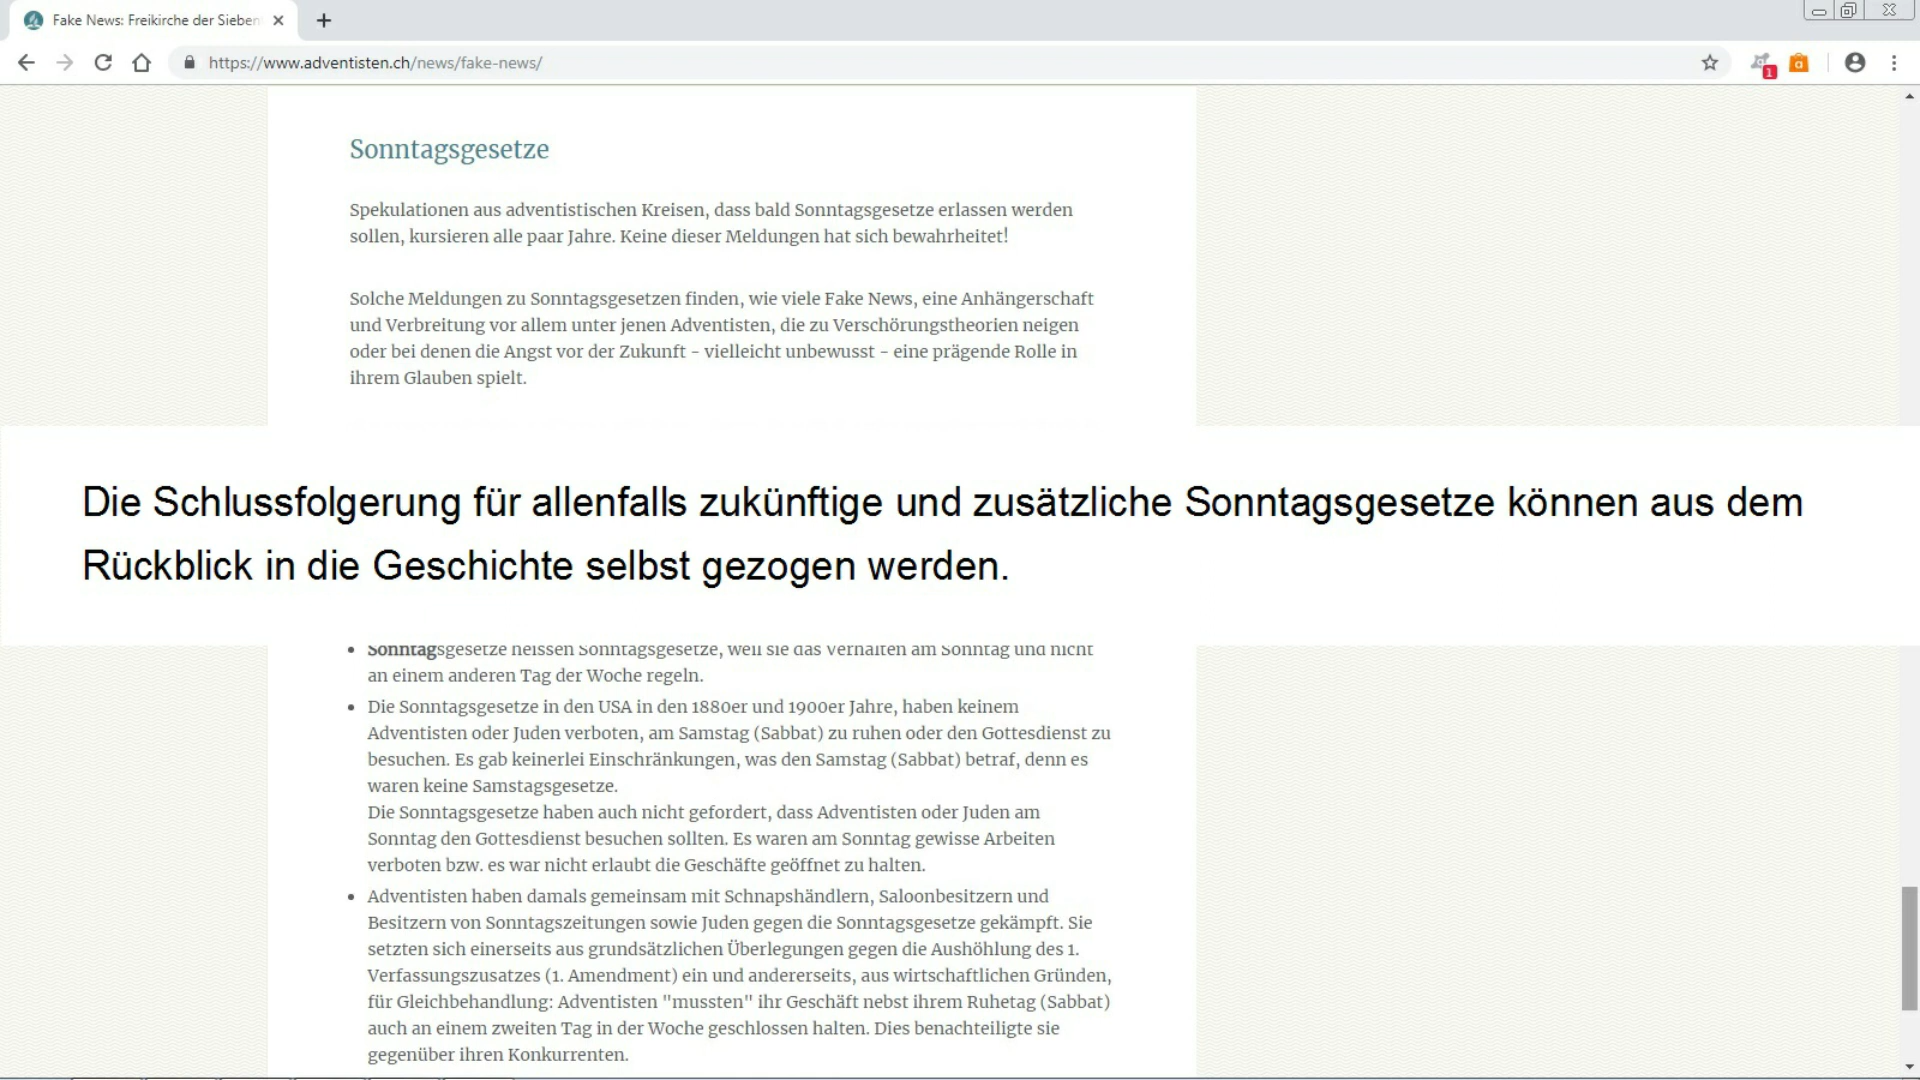 Fake News: Freikirche der Sieben
https://www.adventisten.ch/news/fake-news/
1
a
Sonntagsgesetze
Spekulationen aus adventistischen Kreisen, dass bald Sonntagsgesetze erlassen werden
sollen, kursieren alle paar Jahre. Keine dieser Meldungen hat sich bewahrheitet!
Solche Meldungen zu Sonntagsgesetzen finden, wie viele Fake News, eine Anhängerschaft
und Verbreitung vor allem unter jenen Adventisten, die zu Verschörungstheorien neigen
oder bei denen die Angst vor der Zukunft - vielleicht unbewusst - eine prägende Rolle in
ihrem Glauben spielt.
Die Schlussfolgerung für allenfalls zukünftige und zusätzliche Sonntagsgesetze können aus dem
Rückblick in die Geschichte selbst gezogen werden.
• Sonntagsgesetze heissen Sonntagsgesetze, weil sie das Verhalten am Sonntag und nicht
an einem anderen Tag der Woche regeln.
• Die Sonntagsgesetze in den USA in den 1880er und 1900er Jahre, haben keinem
Adventisten oder Juden verboten, am Samstag (Sabbat) zu ruhen oder den Gottesdienst zu
besuchen. Es gab keinerlei Einschränkungen, was den Samstag (Sabbat) betraf, denn es
waren keine Samstagsgesetze.
Die Sonntagsgesetze haben auch nicht gefordert, dass Adventisten oder Juden am
Sonntag den Gottesdienst besuchen sollten. Es waren am Sonntag gewisse Arbeiten
verboten bzw. es war nicht erlaubt die Geschäfte geöffnet zu halten.
• Adventisten haben damals gemeinsam mit Schnapshändlern, Saloonbesitzern und
Besitzern von Sonntagszeitungen sowie Juden gegen die Sonntagsgesetze gekämpft. Sie
setzten sich einerseits aus grundsätzlichen Überlegungen gegen die Aushöhlung des 1.
Verfassungszusatzes (1. Amendment) ein und andererseits, aus wirtschaftlichen Gründen,
für Gleichbehandlung: Adventisten "mussten" ihr Geschäft nebst ihrem Ruhetag (Sabbat)
auch an einem zweiten Tag in der Woche geschlossen halten. Dies benachteiligte sie
gegenüber ihren Konkurrenten.